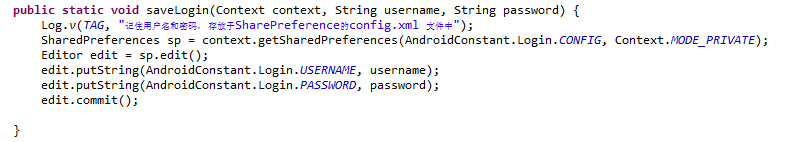 public static void saveLogin(Context context, String username, String password) {
Log.v(TAG, "记住用户名和密码，存放于SharePreference的config.xml 文件中");
SharedPreferences sp = context.getSharedPreferences(AndroidConstant.Login.CONFIG, Context.MODE_PRIVATE);
Editor edit = sp.edit();
edit.putString(AndroidConstant.Login.USERNAME, username);
edit.putString(AndroidConstant.Login.PASSWORD, password);
edit.commit();
}